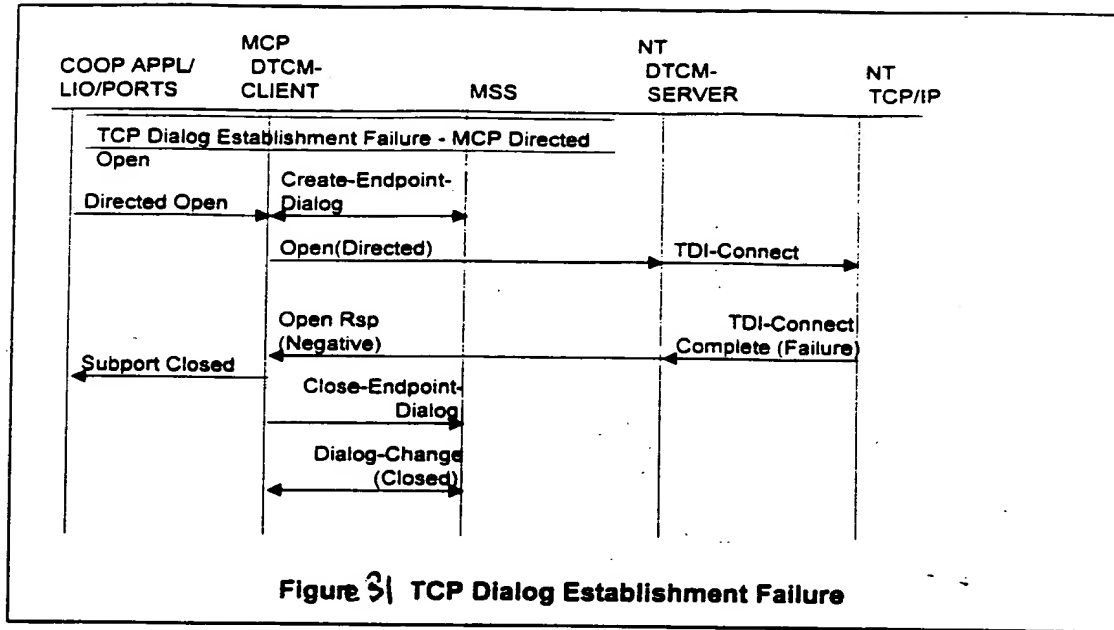 COOP APPL/
LIO/PORTS
MCP
DTCM-
CLIENT
MSS
NT
DTCM-
SERVER
NT
TCP/IP
TCP Dialog Establishment Failure - MCP Directed
Open
Directed Open
Create-Endpoint-
Dialog
Open(Directed)
TDI-Connect
Open Rsp
(Negative)
TDI-Connect
Complete (Failure)
Subport Closed
Close-Endpoint-
Dialog
Dialog-Change
(Closed)
Figure 31 TCP Dialog Establishment Failure